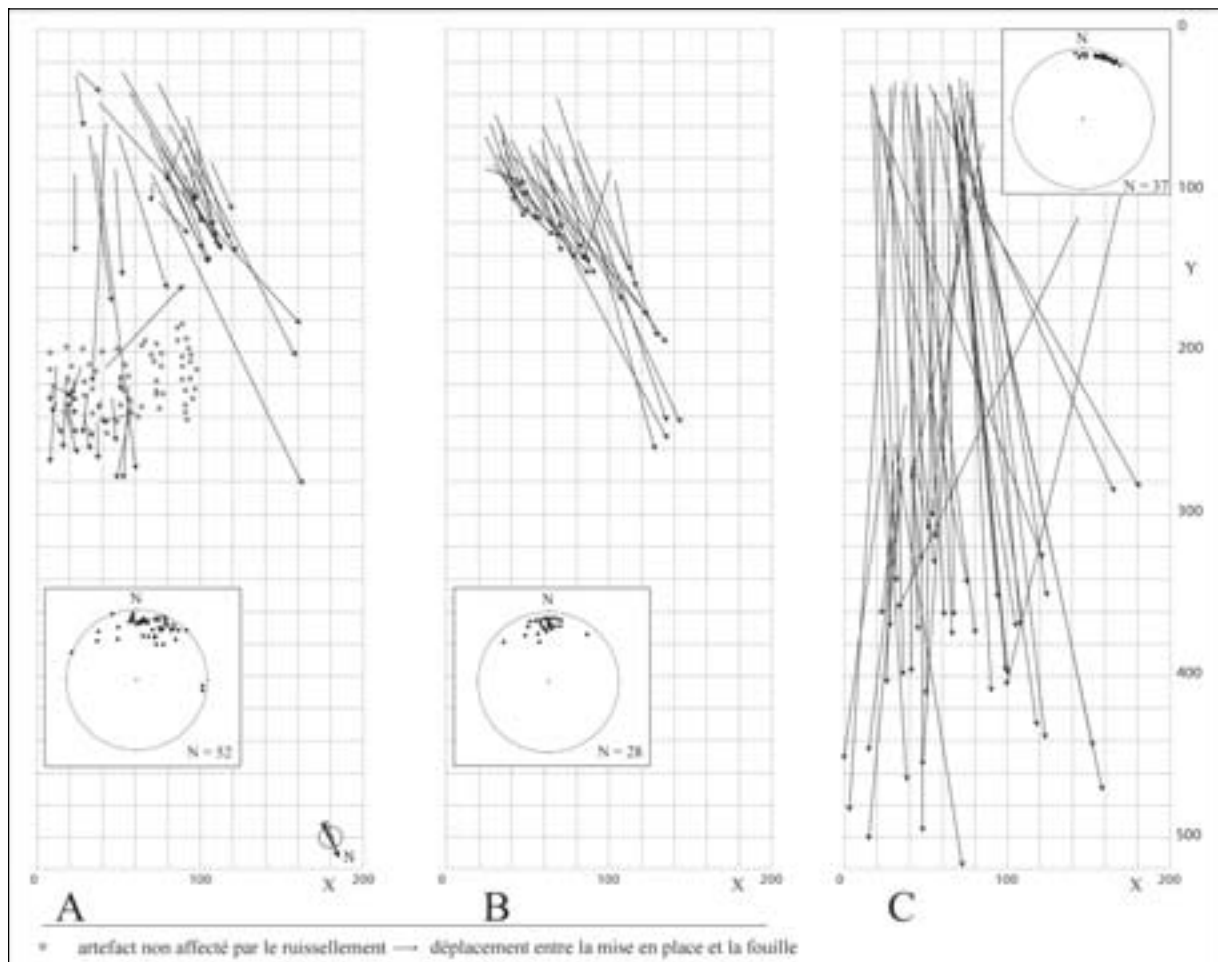 N
N = 37
0
100
Y
200
300
400
500
N
N = 52
N
N = 28
N
0
100
X
200
0
100
X
200
0
100
X
200
A
B
C
artefact non affecté par le ruissellement
déplacement entre la mise en place et la fouille